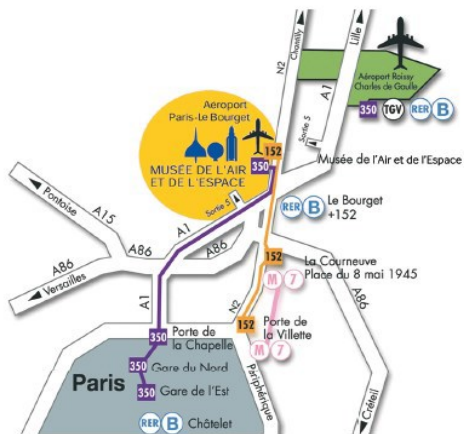 N2
Chantilly
Lille
A1
Aéroport Roissy
Charles de Gaulle
350 TGV RER B
Sortie 5
Aéroport
Paris-Le Bourget
152
350
MUSÉE DE L'AIR
ET DE L'ESPACE
Musée de l'Air et de l'Espace
Sortie 5
RER B Le Bourget
+152
Pontoise
A15
A86
A1
A86
A86
Versailles
A1
152
La Courneuve
Place du 8 mai 1945
M 7
A86
N2
152
Porte de
la Villette
M 7
350
Porte de
la Chapelle
350
Gare du Nord
350
Gare de l'Est
Paris
RER B Châtelet
Périphérique
Créteil